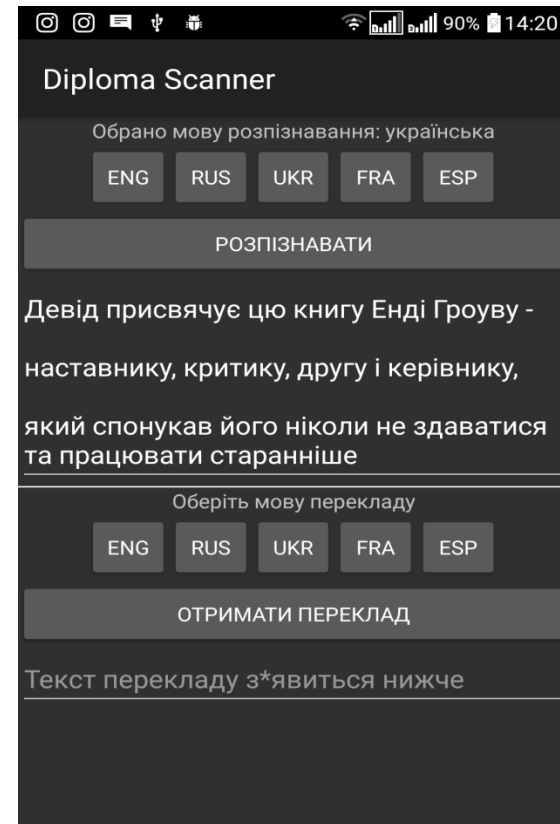 90% 14:20
Diploma Scanner
Обрано мову розпізнавання: українська
ENG RUS UKR FRA ESP
РОЗПІЗНАВАТИ
Девід присвячує цю книгу Енді Гроуву -
наставнику, критику, другу і керівнику,
який спонукав його ніколи не здаватися
та працювати старанніше
Оберіть мову перекладу
ENG RUS UKR FRA ESP
ОТРИМАТИ ПЕРЕКЛАД
Текст перекладу з*явиться нижче